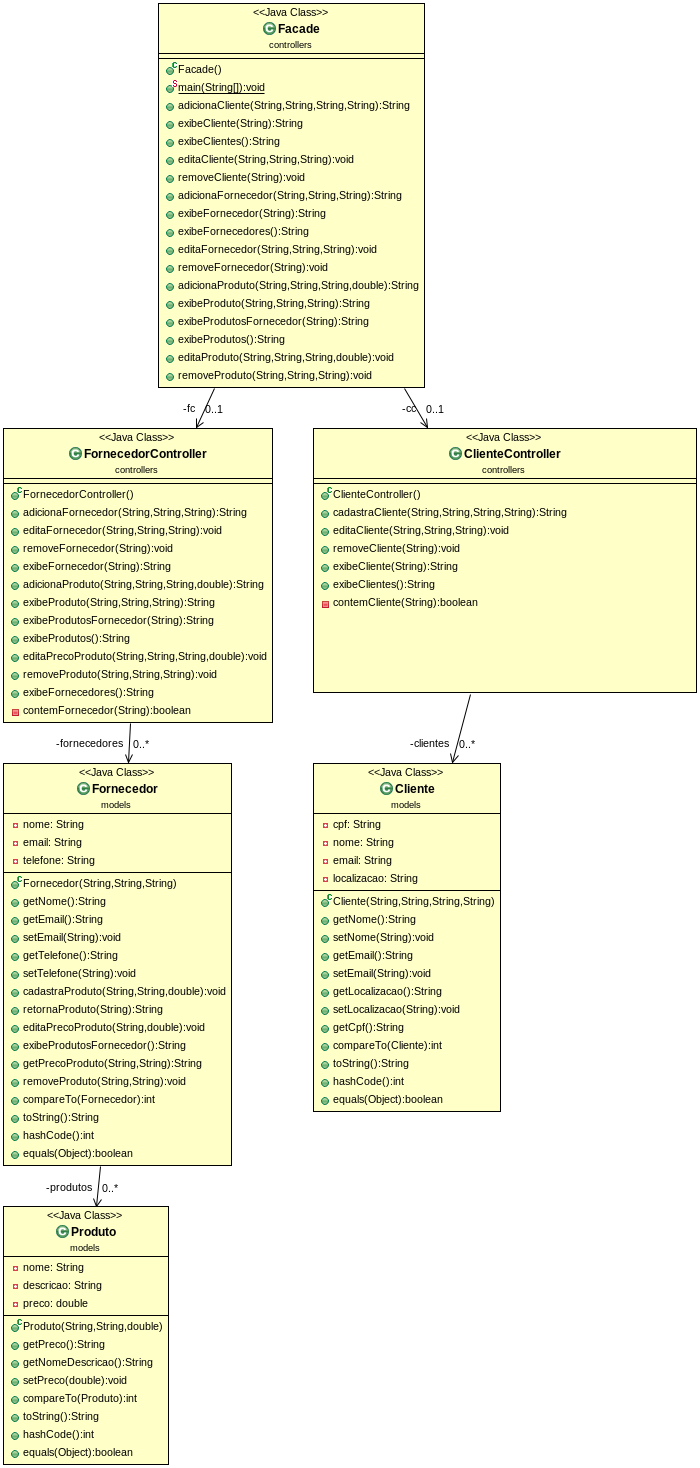 <<Java Class>>
Facade
controllers
Facade()
main(String[]):void
adicionaCliente(String,String,String,String):String
exibeCliente(String):String
exibeClientes():String
editaCliente(String,String,String):void
removeCliente(String):void
adicionaFornecedor(String,String,String):String
exibeFornecedor(String):String
exibeFornecedores():String
editaFornecedor(String,String,String):void
removeFornecedor(String):void
adicionaProduto(String,String,String,double):String
exibeProduto(String,String,String):String
exibeProdutosFornecedor(String):String
exibeProdutos():String
editaProduto(String,String,String,double):void
removeProduto(String,String,String):void
-fc 0..1
-cc 0..1
<<Java Class>>
FornecedorController
controllers
FornecedorController()
adicionaFornecedor(String,String,String):String
editaFornecedor(String,String,String):void
removeFornecedor(String):void
exibeFornecedor(String):String
adicionaProduto(String,String,String,double):String
exibeProduto(String,String,String):String
exibeProdutosFornecedor(String):String
exibeProdutos():String
editaPrecoProduto(String,String,String,double):void
removeProduto(String,String,String):void
exibeFornecedores():String
contemFornecedor(String):boolean
<<Java Class>>
ClienteController
controllers
ClienteController()
cadastraCliente(String,String,String,String):String
editaCliente(String,String,String):void
removeCliente(String):void
exibeCliente(String):String
exibeClientes():String
contemCliente(String):boolean
-fornecedores 0..*
-clientes 0..*
<<Java Class>>
Fornecedor
models
nome: String
email: String
telefone: String
Fornecedor(String,String,String)
getNome():String
getEmail():String
setEmail(String):void
getTelefone():String
setTelefone(String):void
cadastraProduto(String,String,double):void
retornaProduto(String):String
editaPrecoProduto(String,double):void
exibeProdutosFornecedor():String
getPrecoProduto(String,String):String
removeProduto(String,String):void
compareTo(Fornecedor):int
toString():String
hashCode():int
equals(Object):boolean
<<Java Class>>
Cliente
models
cpf: String
nome: String
email: String
localizacao: String
Cliente(String,String,String,String)
getNome():String
setNome(String):void
getEmail():String
setEmail(String):void
getLocalizacao():String
setLocalizacao(String):void
getCpf():String
compareTo(Cliente):int
toString():String
hashCode():int
equals(Object):boolean
-produtos 0..*
<<Java Class>>
Produto
models
nome: String
descricao: String
preco: double
Produto(String,String,double)
getPreco():String
getNomeDescricao():String
setPreco(double):void
compareTo(Produto):int
toString():String
hashCode():int
equals(Object):boolean